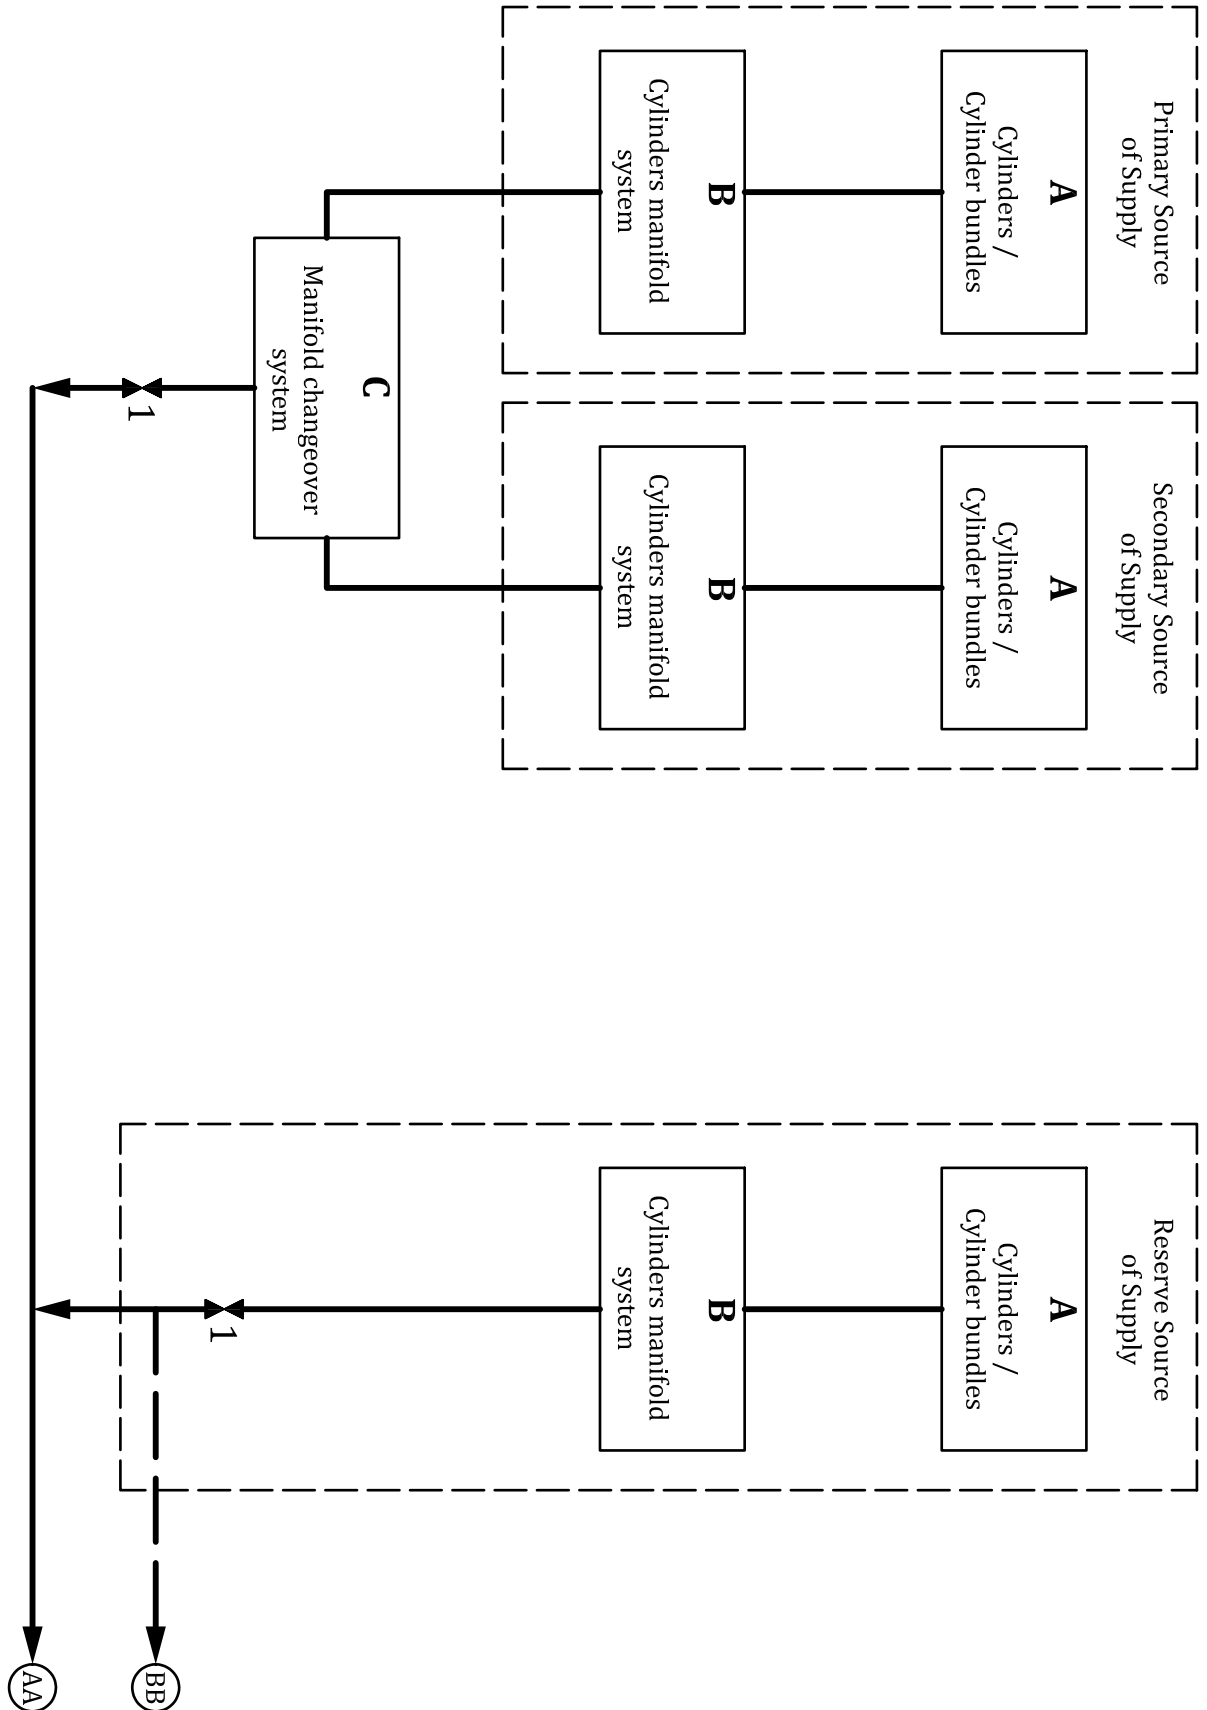 Primary Source
of Supply
A
Cylinders /
Cylinder bundles
B
Cylinders manifold
system
Secondary Source
of Supply
A
Cylinders /
Cylinder bundles
B
Cylinders manifold
system
C
Manifold changeover
system
1
Reserve Source
of Supply
A
Cylinders /
Cylinder bundles
B
Cylinders manifold
system
1
BB
AA